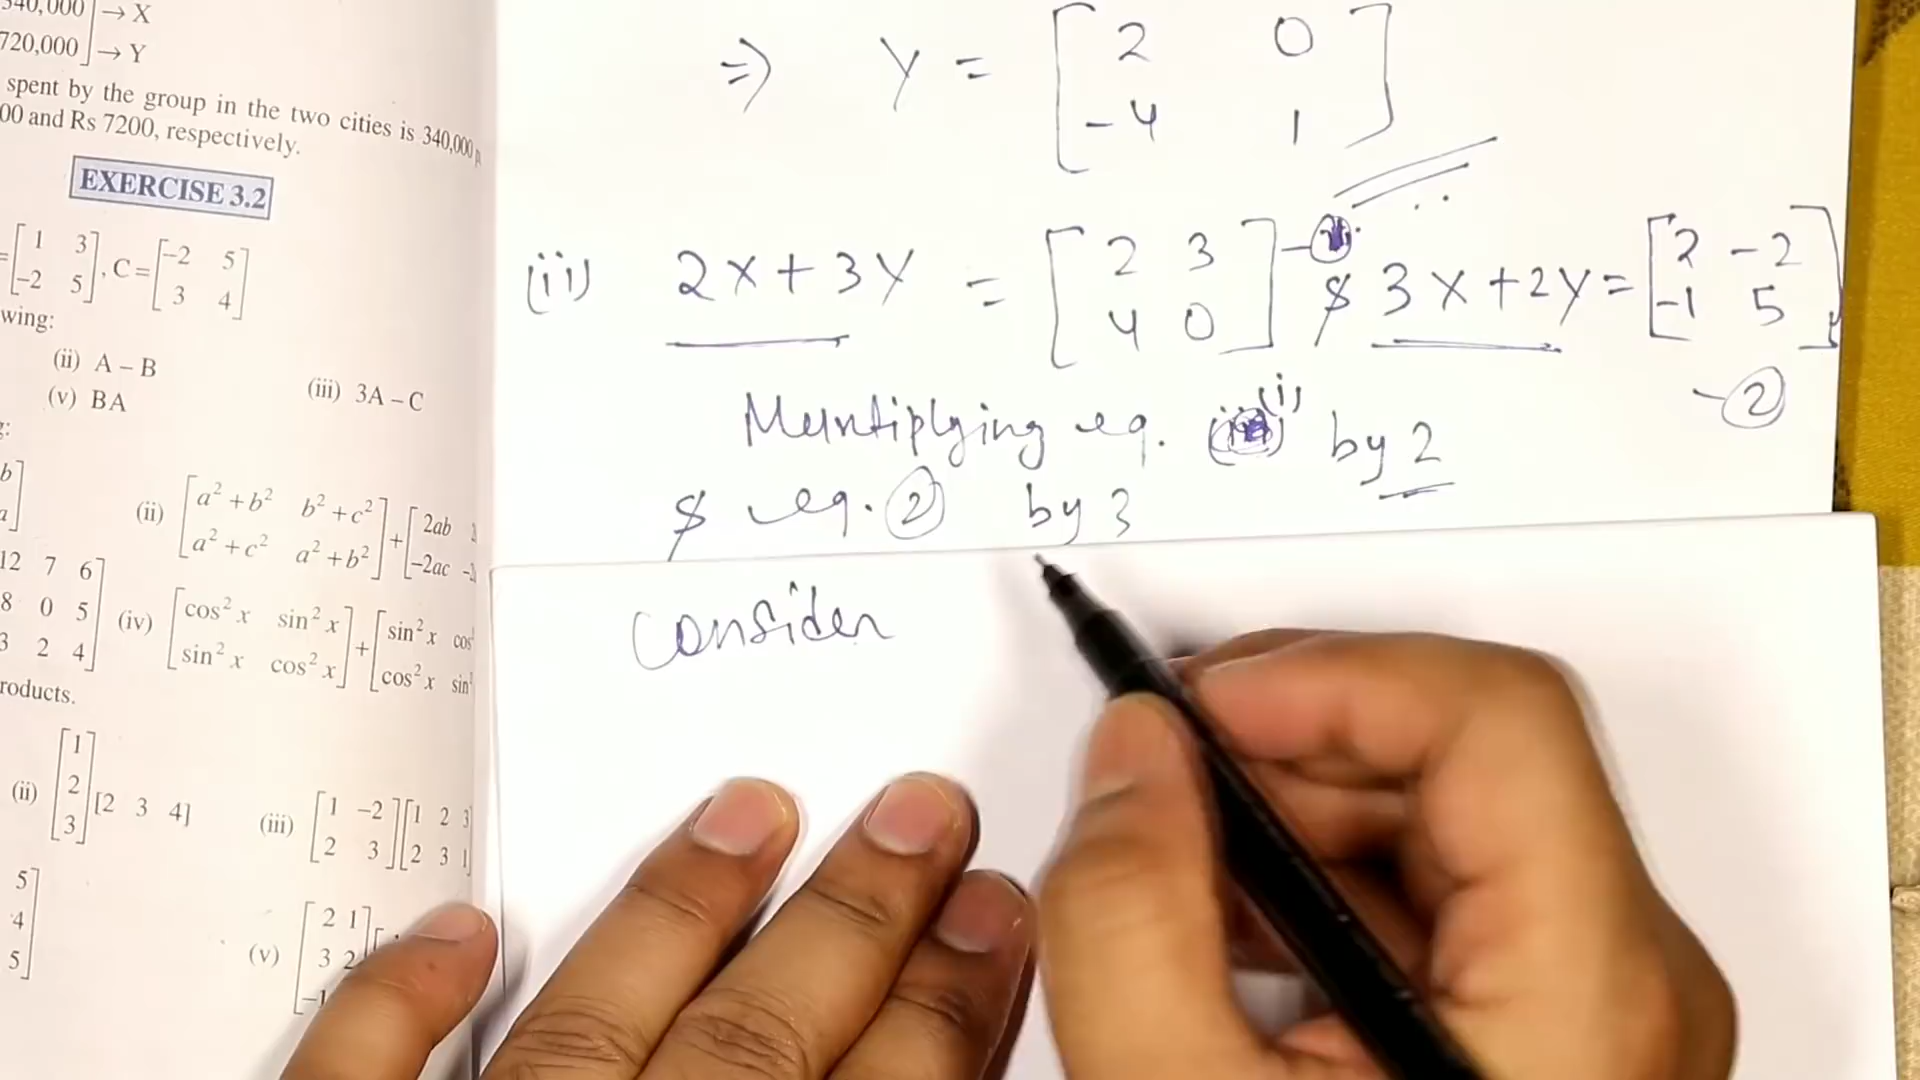 340,000 → X
720,000 → Y
spent by the group in the two cities is 340,000
00 and Rs 7200, respectively.
EXERCISE 3.2
= [1 3
-2 5], C = [-2 5
3 4]
wing:
(ii) A – B
(iii) 3A – C
(v) BA
g:
b]
a]
(ii) [a² + b² b² + c²
a² + c² a² + b²] + [2ab
-2ac
12 7 6
8 0 5
3 2 4]
(iv) [cos² x sin² x
sin² x cos² x] + [sin² x cos
cos² x sin
roducts.
(ii) [1
2
3] [2 3 4]
(iii) [1 -2
2 3] [1 2 3
2 3 1]
5
4
5]
(v) [2 1
3 2
-1
⇒ Y = [2 0
-4 1]
(ii) 2X + 3Y = [2 3
4 0] & 3X + 2Y = [2 -2
-1 5]
- ②
Multiplying eq. (i) by 2
& eq. ② by 3
Consider